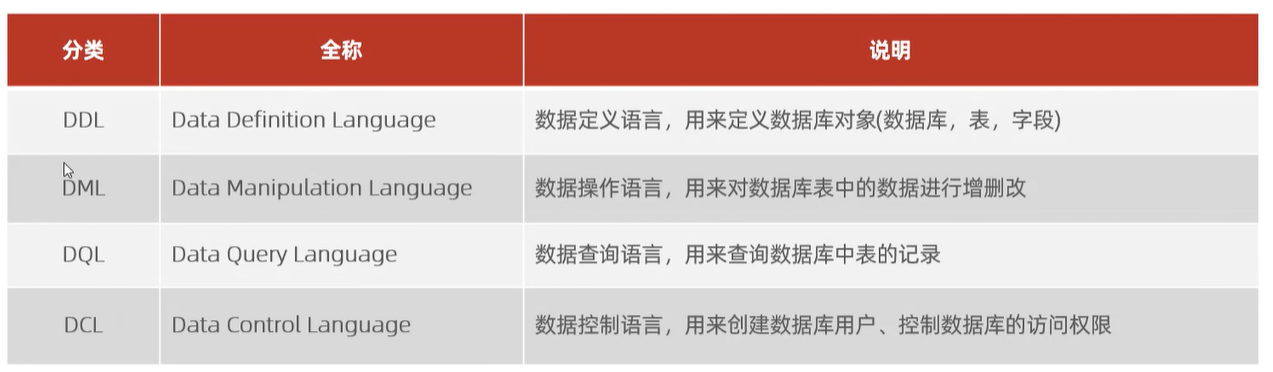 分类 全称 说明
DDL Data Definition Language 数据定义语言，用来定义数据库对象(数据库，表，字段)
DML Data Manipulation Language 数据操作语言，用来对数据库表中的数据进行增删改
DQL Data Query Language 数据查询语言，用来查询数据库中表的记录
DCL Data Control Language 数据控制语言，用来创建数据库用户、控制数据库的访问权限